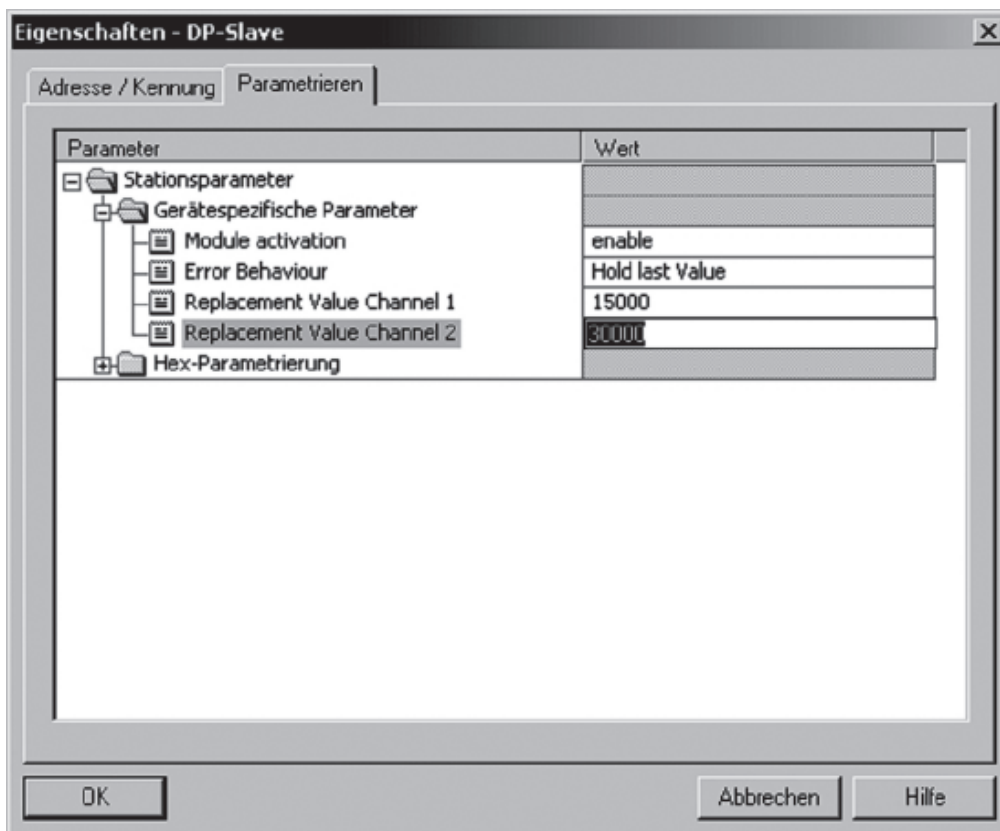 Eigenschaften - DP-Slave
Adresse / Kennung Parametrieren
Parameter Wert
Stationsparameter
Gerätespezifische Parameter
Module activation enable
Error Behaviour Hold last Value
Replacement Value Channel 1 15000
Replacement Value Channel 2 30000
Hex-Parametrierung
OK Abbrechen Hilfe